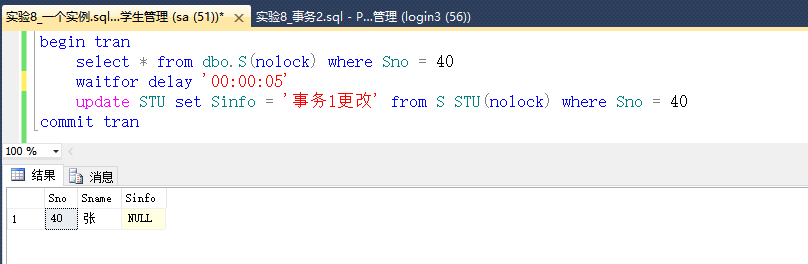 实验8_一个实例.sql...学生管理 (sa (51))* × 实验8_事务2.sql - P...管理 (login3 (56))
begin tran
select * from dbo.S(nolock) where Sno = 40
waitfor delay '00:00:05'
update STU set Sinfo = '事务1更改' from S STU(nolock) where Sno = 40
commit tran
100 %
结果 消息
Sno Sname Sinfo
1 40 张 NULL